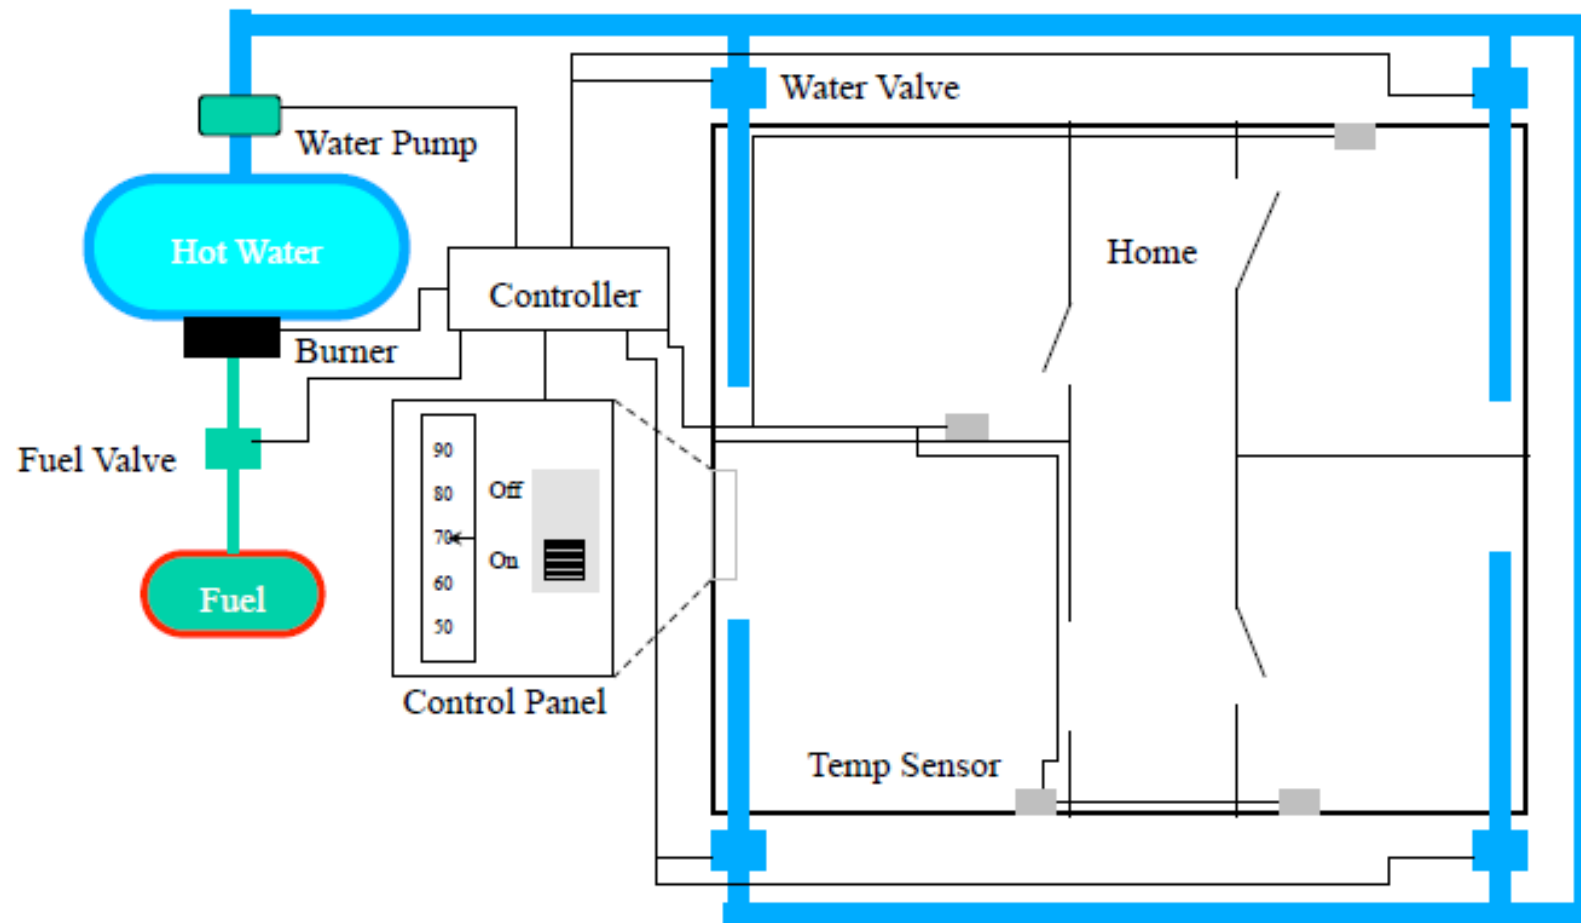 Water Valve
Water Pump
Hot Water
Home
Controller
Burner
90
Fuel Valve
80
Off
70
On
60
Fuel
50
Control Panel
Temp Sensor